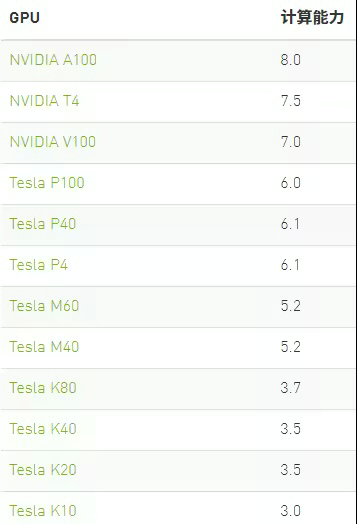 GPU 计算能力
NVIDIA A100 8.0
NVIDIA T4 7.5
NVIDIA V100 7.0
Tesla P100 6.0
Tesla P40 6.1
Tesla P4 6.1
Tesla M60 5.2
Tesla M40 5.2
Tesla K80 3.7
Tesla K40 3.5
Tesla K20 3.5
Tesla K10 3.0